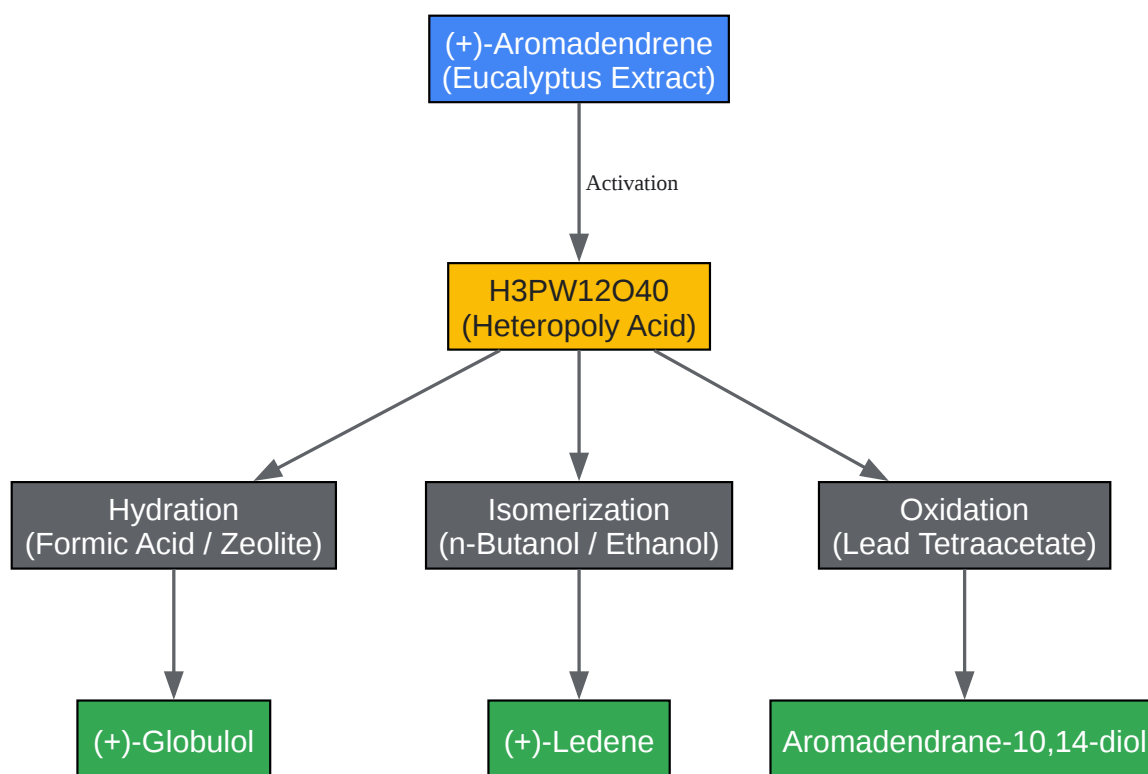 (+)-Aromadendrene
(Eucalyptus Extract)
Activation
H3PW12O40
(Heteropoly Acid)
Hydration
(Formic Acid / Zeolite)
Isomerization
(n-Butanol / Ethanol)
Oxidation
(Lead Tetraacetate)
(+)-Globulol
(+)-Ledene
Aromadendrane-10,14-diol